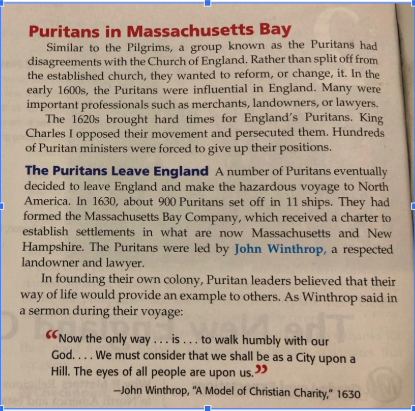 Puritans in Massachusetts Bay
Similar to the Pilgrims, a group known as the Puritans had
disagreements with the Church of England. Rather than split off from
the established church, they wanted to reform, or change, it. In the
early 1600s, the Puritans were influential in England. Many were
important professionals such as merchants, landowners, or lawyers.
The 1620s brought hard times for England's Puritans. King
Charles I opposed their movement and persecuted them. Hundreds
of Puritan ministers were forced to give up their positions.
The Puritans Leave England A number of Puritans eventually
decided to leave England and make the hazardous voyage to North
America. In 1630, about 900 Puritans set off in 11 ships. They had
formed the Massachusetts Bay Company, which received a charter to
establish settlements in what are now Massachusetts and New
Hampshire. The Puritans were led by John Winthrop, a respected
landowner and lawyer.
In founding their own colony, Puritan leaders believed that their
way of life would provide an example to others. As Winthrop said in
a sermon during their voyage:
“Now the only way . . . is . . . to walk humbly with our
God. . . . We must consider that we shall be as a City upon a
Hill. The eyes of all people are upon us.”
—John Winthrop, "A Model of Christian Charity," 1630